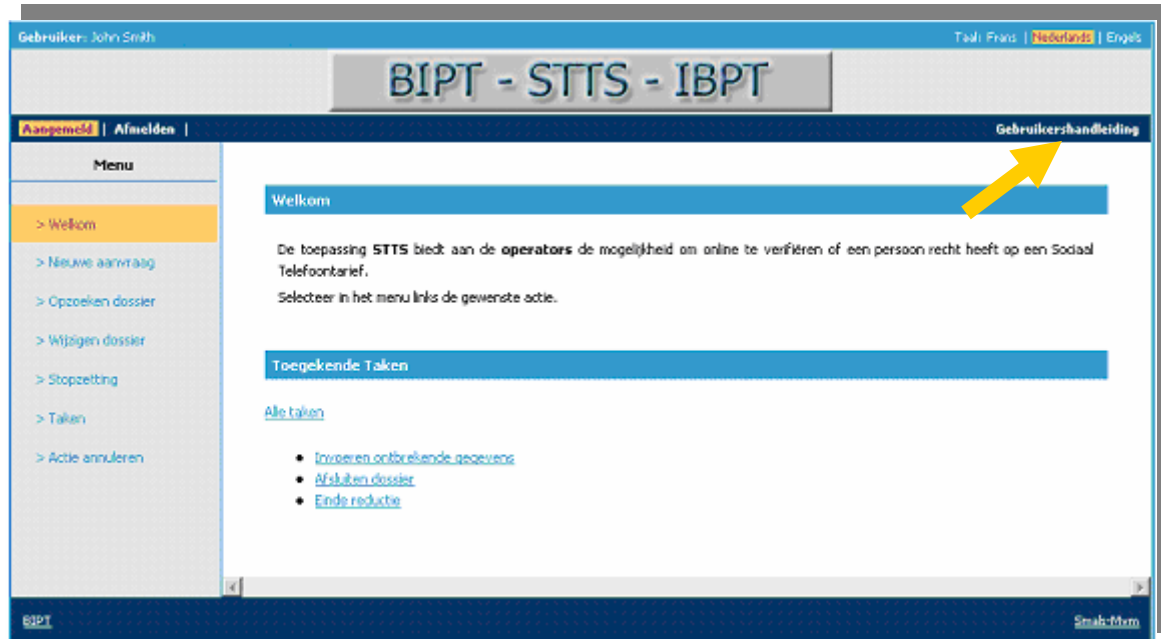 Gebruiker: John Smith
Taal: Frans | Nederlands | Engels
BIPT - STTS - IBPT
Aangemeld | Afmelden |
Gebruikershandleiding
Menu
> Welkom
> Nieuwe aanvraag
> Opzoeken dossier
> Wijzigen dossier
> Stopzetting
> Taken
> Actie annuleren
Welkom
De toepassing STTS biedt aan de operators de mogelijkheid om online te verifiëren of een persoon recht heeft op een Sociaal
Telefoontarief.
Selecteer in het menu links de gewenste actie.
Toegekende Taken
Alle taken
Invoeren ontbrekende gegevens
Afsluiten dossier
Einde reductie
BIPT
Smals-Mvm